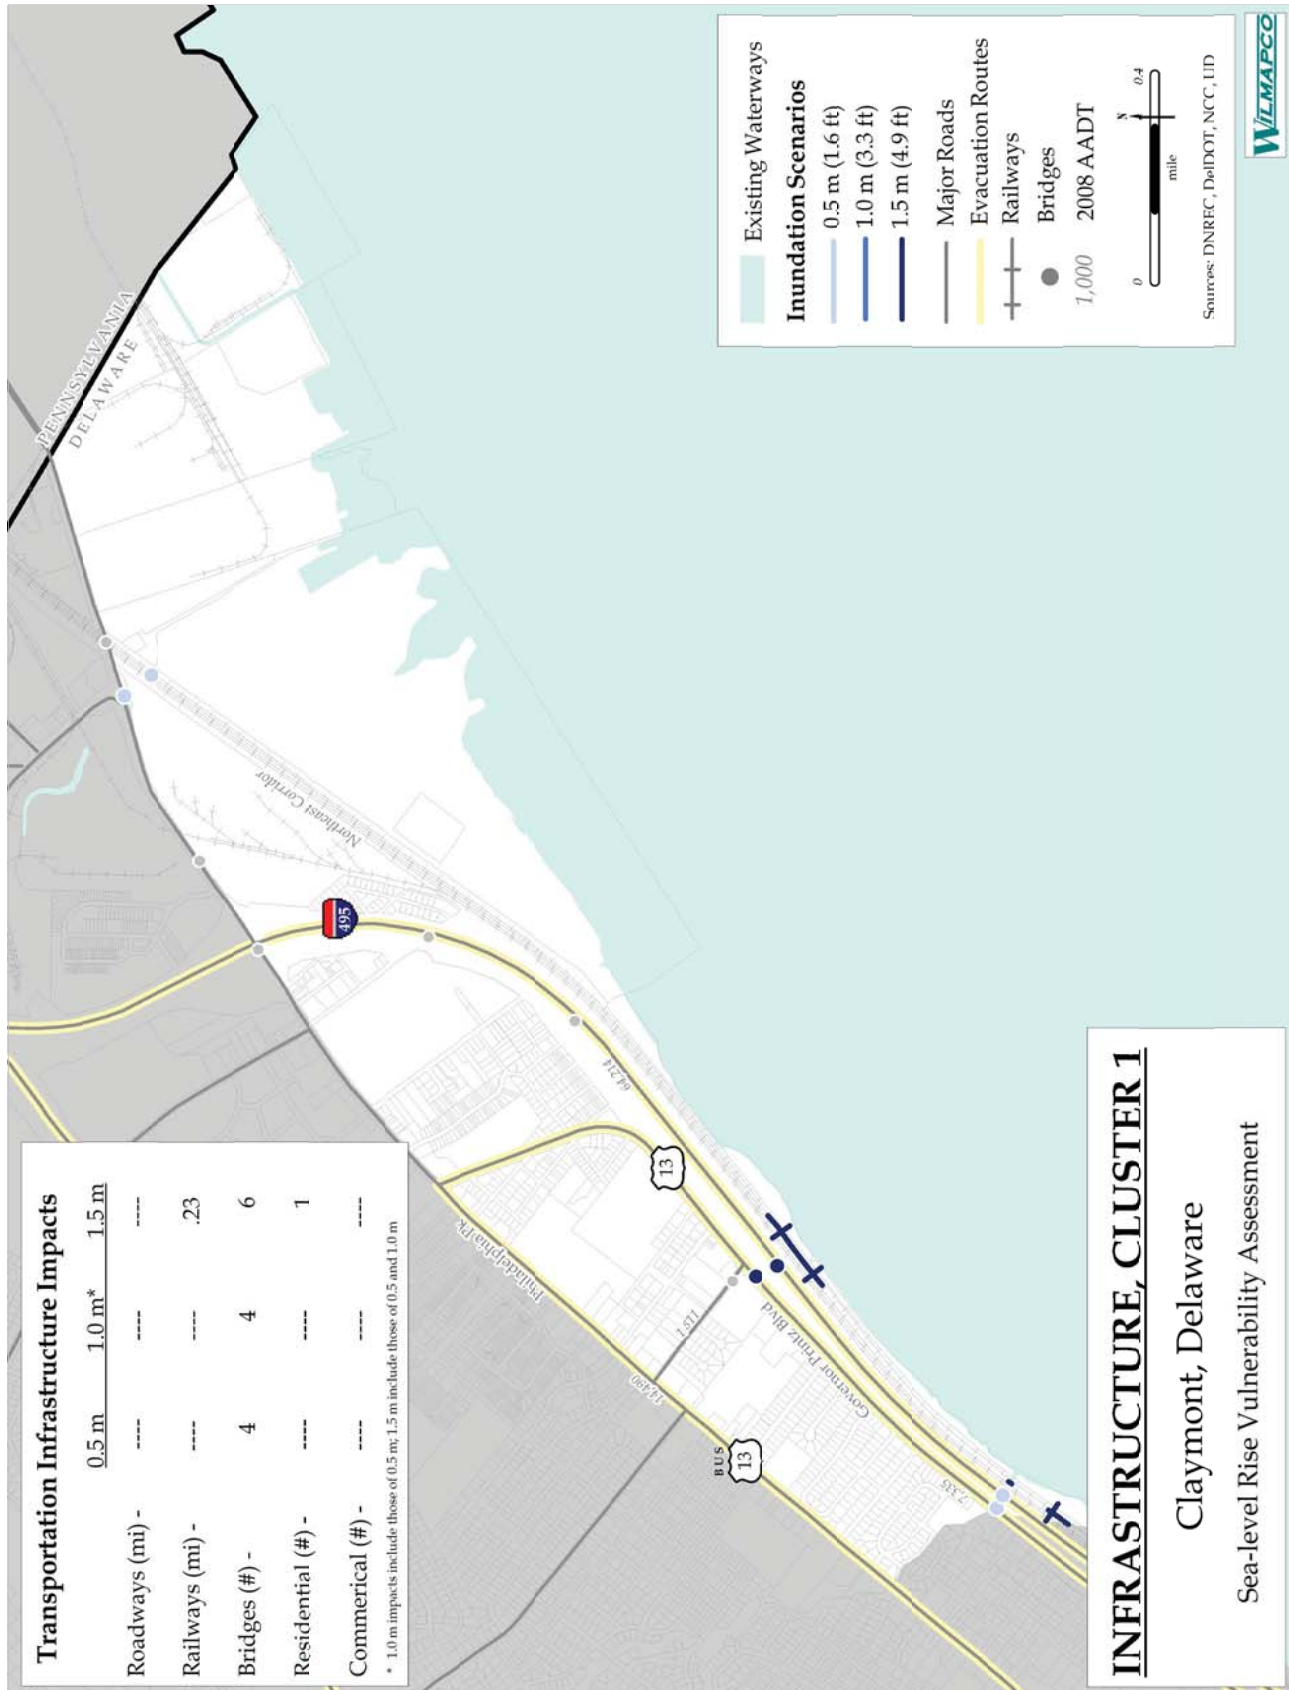 Transportation Infrastructure Impacts
0.5 m 1.0 m* 1.5 m
Roadways (mi) - ---- ---- ----
Railways (mi) - ---- ---- .23
Bridges (#) - 4 4 6
Residential (#) - ---- ---- 1
Commerical (#) - ---- ---- ----
* 1.0 m impacts include those of 0.5 m; 1.5 m include those of 0.5 and 1.0 m
PENNSYLVANIA
DELAWARE
Northeast Corridor
495
64,214
13
Philadelphia Pk
1,571
14,490
Governor Printz Blvd
BUS
13
7,335
Existing Waterways
Inundation Scenarios
0.5 m (1.6 ft)
1.0 m (3.3 ft)
1.5 m (4.9 ft)
Major Roads
Evacuation Routes
Railways
Bridges
1,000 2008 AADT
0 0.4
N
mile
Sources: DNREC, DelDOT, NCC, UD
WILMAPCO
INFRASTRUCTURE, CLUSTER 1
Claymont, Delaware
Sea-level Rise Vulnerability Assessment